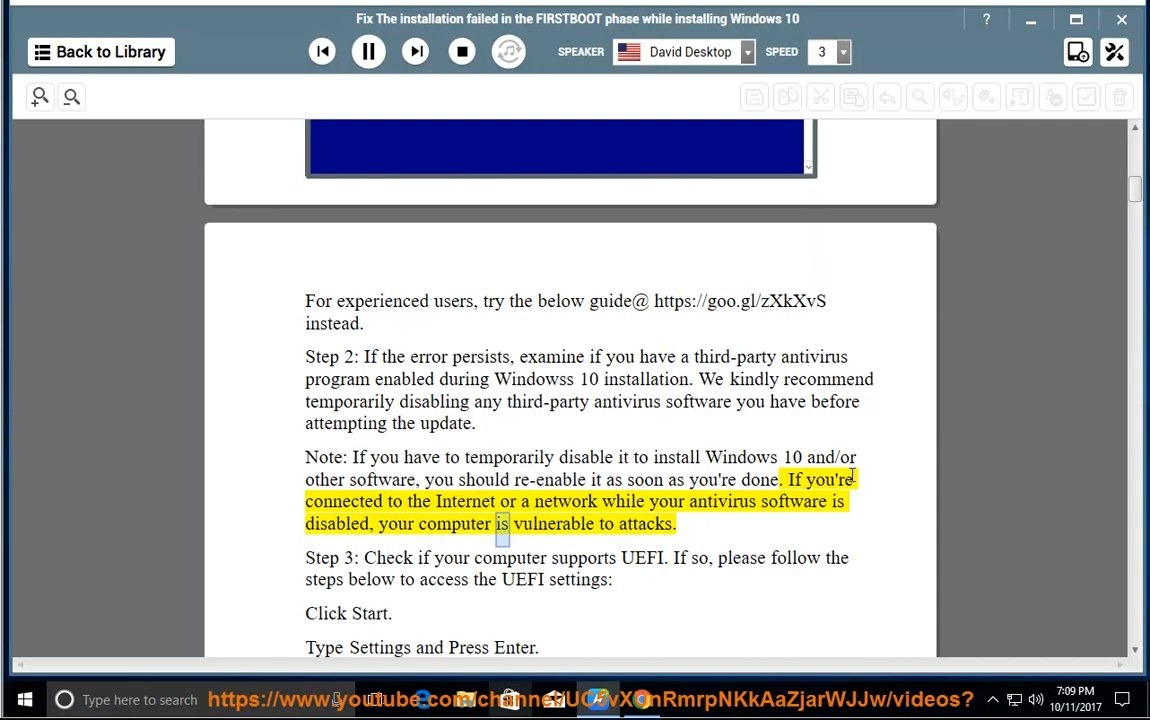 Fix The installation failed in the FIRSTBOOT phase while installing Windows 10
?
Back to Library
SPEAKER David Desktop SPEED 3
For experienced users, try the below guide@ https://goo.gl/zXkXvS
instead.
Step 2: If the error persists, examine if you have a third-party antivirus
program enabled during Windowss 10 installation. We kindly recommend
temporarily disabling any third-party antivirus software you have before
attempting the update.
Note: If you have to temporarily disable it to install Windows 10 and/or
other software, you should re-enable it as soon as you're done. If you're
connected to the Internet or a network while your antivirus software is
disabled, your computer is vulnerable to attacks.
Step 3: Check if your computer supports UEFI. If so, please follow the
steps below to access the UEFI settings:
Click Start.
Type Settings and Press Enter.
Type here to search
7:09 PM
10/11/2017